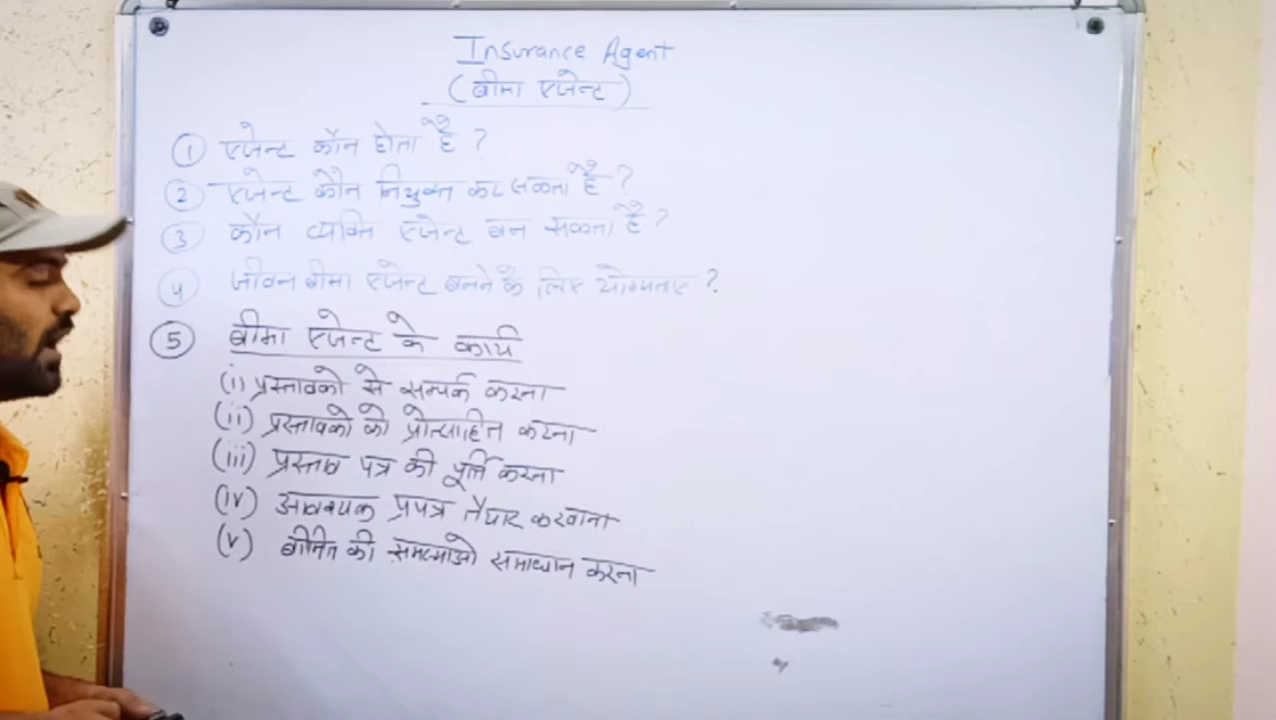 Insurance Agent
(बीमा एजेन्ट)
① एजेन्ट कौन होता है ?
② एजेन्ट कौन नियुक्त कर सकता है ?
③ कौन व्यक्ति एजेन्ट बन सकता है ?
④ जीवन बीमा एजेन्ट बनने के लिए योग्यताए ?
⑤ बीमा एजेन्ट के कार्य
(i) प्रस्तावको से सम्पर्क करना
(ii) प्रस्तावको को प्रोत्साहित करना
(iii) प्रस्ताव पत्र की पूर्ति करना
(iv) आवश्यक प्रपत्र तैयार करवाना
(v) बीमित की समस्याओ समाधान करना